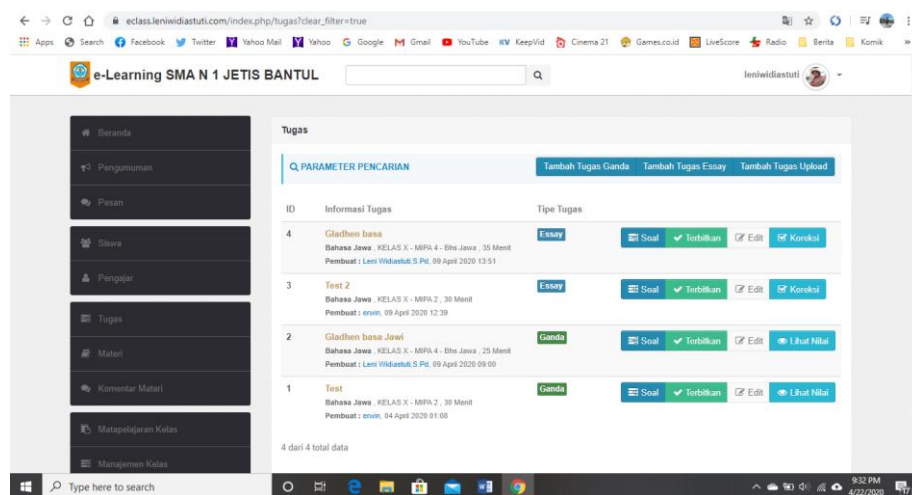 eclass.leniwidiastuti.com/index.php/tugas?clear_filter=true
Apps Search Facebook Twitter Yahoo Mail Yahoo Google Gmail YouTube KeepVid Cinema 21 Games.co.id LiveScore Radio Berita Komik »
e-Learning SMA N 1 JETIS BANTUL
leniwidiastuti
Beranda
Pengumuman
Pesan
Siswa
Pengajar
Tugas
Materi
Komentar Materi
Matapelajaran Kelas
Manajemen Kelas
Tugas
PARAMETER PENCARIAN
Tambah Tugas Ganda Tambah Tugas Essay Tambah Tugas Upload
ID Informasi Tugas Tipe Tugas
4 Gladhen basa Essay Soal Terbitkan Edit Koreksi
Bahasa Jawa , KELAS X - MIPA 4 - Bhs Jawa , 35 Menit
Pembuat : Leni Widiastuti,S.Pd, 09 April 2020 13:51
3 Test 2 Essay Soal Terbitkan Edit Koreksi
Bahasa Jawa , KELAS X - MIPA 2 , 30 Menit
Pembuat : erwin, 09 April 2020 12:39
2 Gladhen basa Jawi Ganda Soal Terbitkan Edit Lihat Nilai
Bahasa Jawa , KELAS X - MIPA 4 - Bhs Jawa , 25 Menit
Pembuat : Leni Widiastuti,S.Pd, 09 April 2020 09:00
1 Test Ganda Soal Terbitkan Edit Lihat Nilai
Bahasa Jawa , KELAS X - MIPA 2 , 30 Menit
Pembuat : erwin, 04 April 2020 01:08
4 dari 4 total data
Type here to search
9:32 PM
4/22/2020